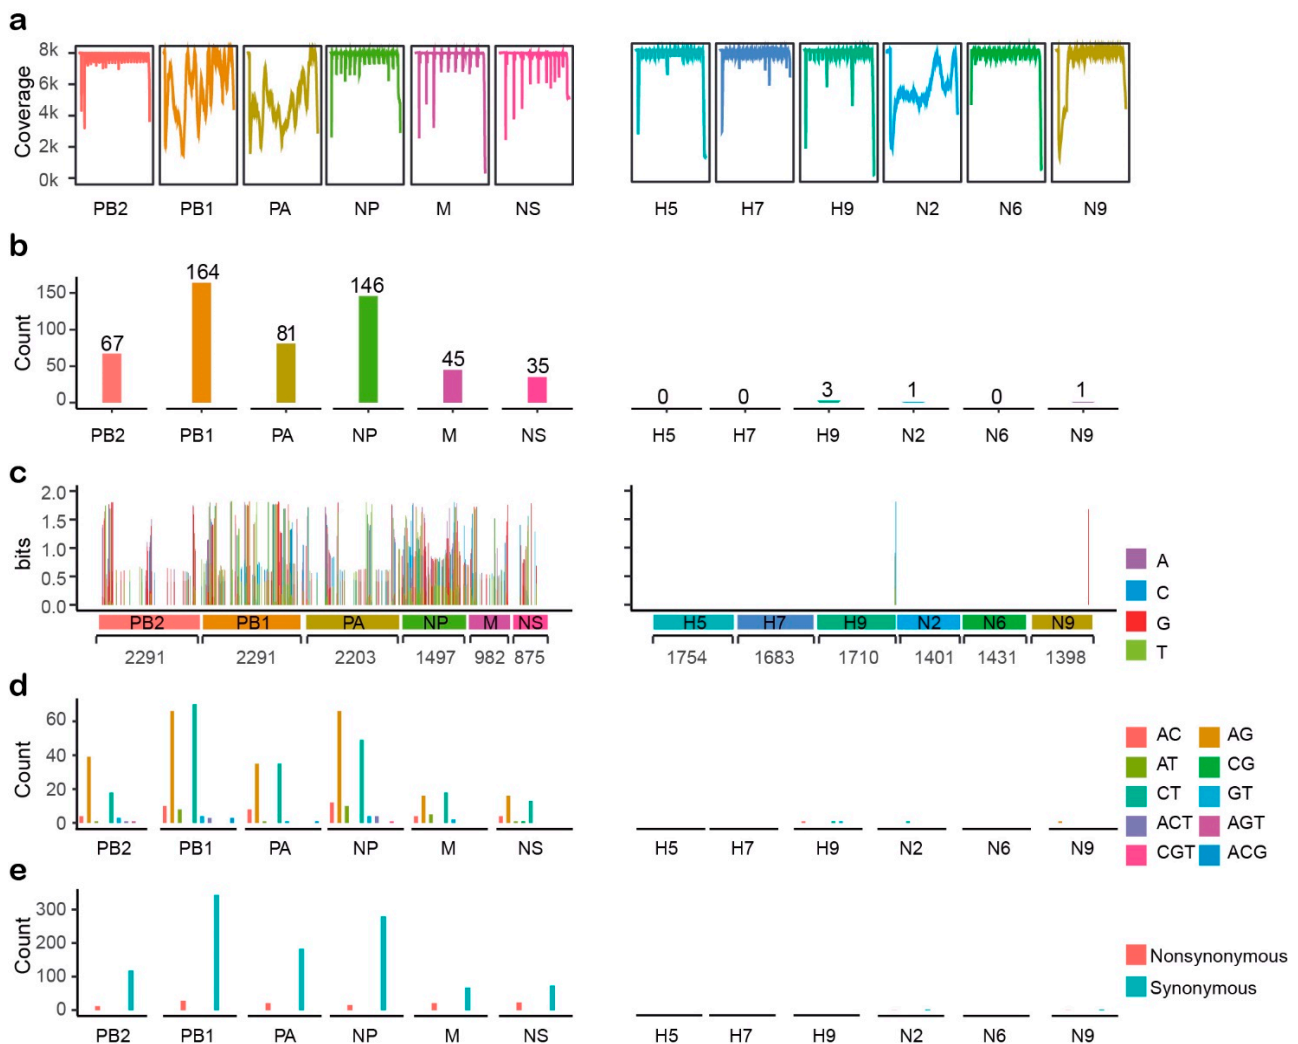 a
8k
6k
4k
2k
0k
Coverage
PB2 PB1 PA NP M NS H5 H7 H9 N2 N6 N9
b
150
100
50
0
Count
67 164 81 146 45 35 0 0 3 1 0 1
PB2 PB1 PA NP M NS H5 H7 H9 N2 N6 N9
c
2.0
1.5
1.0
0.5
0.0
bits
A
C
G
T
PB2 PB1 PA NP M NS H5 H7 H9 N2 N6 N9
2291 2291 2203 1497 982 875 1754 1683 1710 1401 1431 1398
d
60
40
20
0
Count
AC AG
AT CG
CT GT
ACT AGT
CGT ACG
PB2 PB1 PA NP M NS H5 H7 H9 N2 N6 N9
e
300
200
100
0
Count
Nonsynonymous
Synonymous
PB2 PB1 PA NP M NS H5 H7 H9 N2 N6 N9